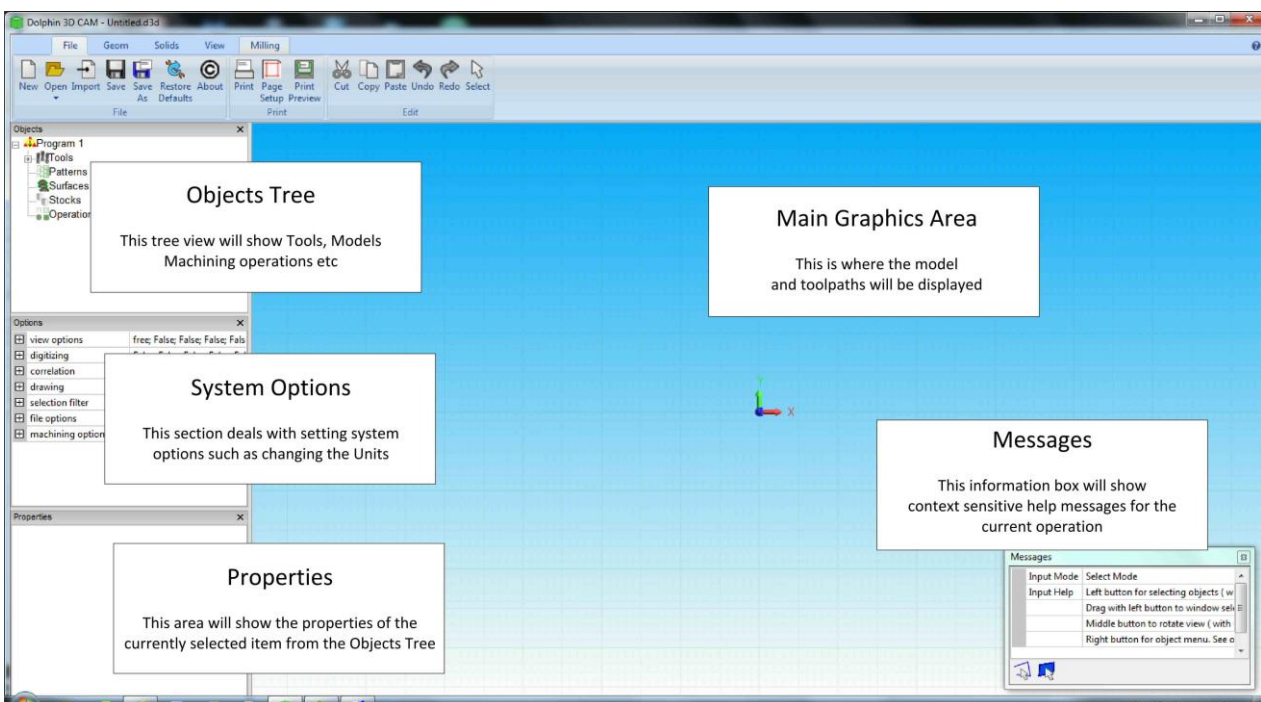 Dolphin 3D CAM - Untitled.d3d
File Geom Solids View Milling
New Open Import Save Save As Restore Defaults About Print Page Setup Print Preview Cut Copy Paste Undo Redo Select
File Print Edit
Objects
Program 1
Tools
Patterns
Surfaces
Stocks
Operation
Objects Tree
This tree view will show Tools, Models
Machining operations etc
Main Graphics Area
This is where the model
and toolpaths will be displayed
Options
view options free; False; False; False; Fals
digitizing
correlation
drawing
selection filter
file options
machining option
System Options
This section deals with setting system
options such as changing the Units
Y
X
Messages
This information box will show
context sensitive help messages for the
current operation
Properties
Properties
This area will show the properties of the
currently selected item from the Objects Tree
Messages
Input Mode Select Mode
Input Help Left button for selecting objects ( w
Drag with left button to window sel
Middle button to rotate view ( with
Right button for object menu. See o